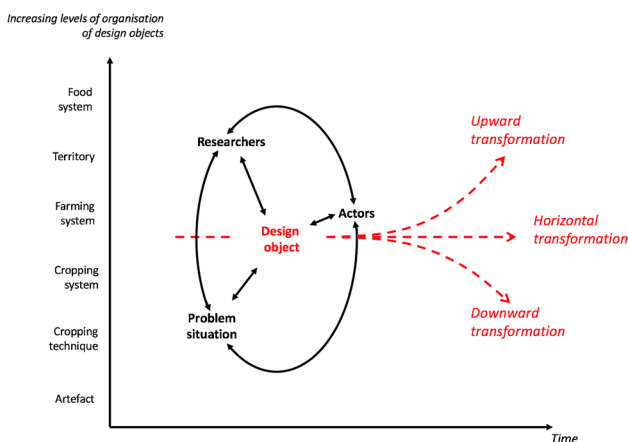 Increasing levels of organisation
of design objects
Food
system
Territory
Farming
system
Cropping
system
Cropping
technique
Artefact
Researchers
Actors
Design
object
Problem
situation
Upward
transformation
Horizontal
transformation
Downward
transformation
Time